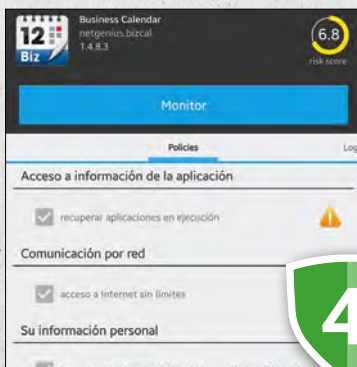 12
Biz
Business Calendar
netgenius.bizcal
1.4.8.3
6.8
risk score
Monitor
Policies
Log
Acceso a información de la aplicación
recuperar aplicaciones en ejecución
Comunicación por red
acceso a Internet sin límites
4
Su información personal